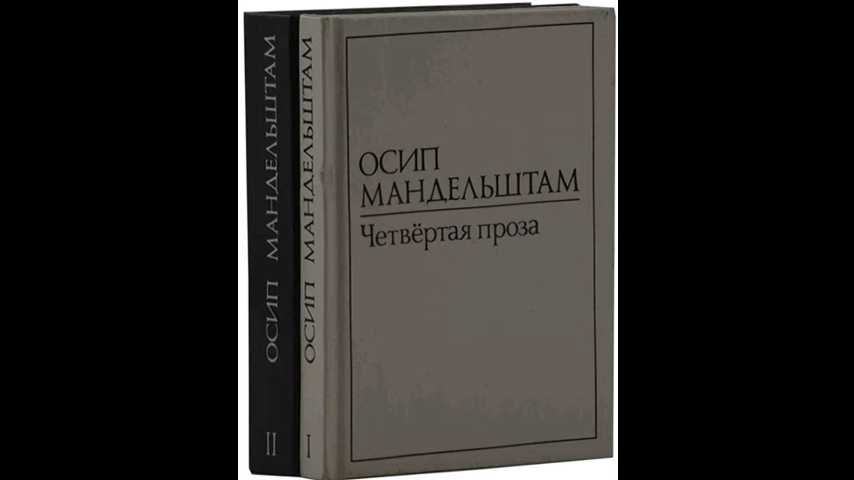 ОСИП МАНДЕЛЬШТАМ
II
ОСИП МАНДЕЛЬШТАМ
I
ОСИП
МАНДЕЛЬШТАМ
Четвёртая проза